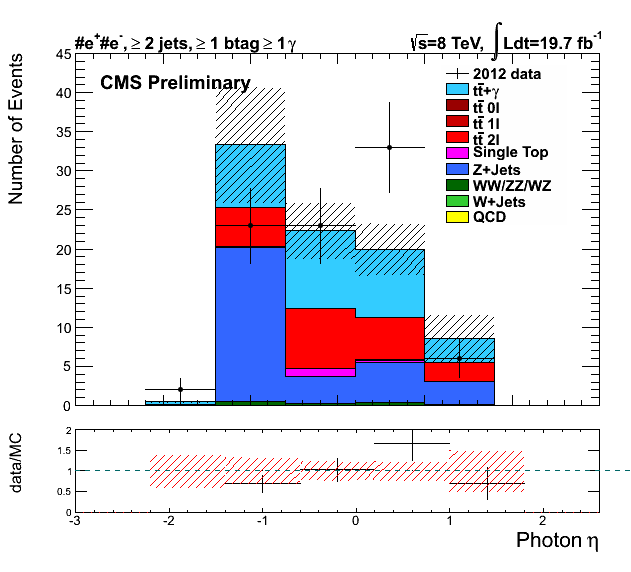 #e+#e-, ≥ 2 jets, ≥ 1 btag ≥ 1 γ
√s=8 TeV, ∫ Ldt=19.7 fb-1
CMS Preliminary
2012 data
tt̄+γ
tt̄ 0l
tt̄ 1l
tt̄ 2l
Single Top
Z+Jets
WW/ZZ/WZ
W+Jets
QCD
Number of Events
45
40
35
30
25
20
15
10
5
0
data/MC
2
1.5
1
0.5
0
-3 -2 -1 0 1 2
Photon η